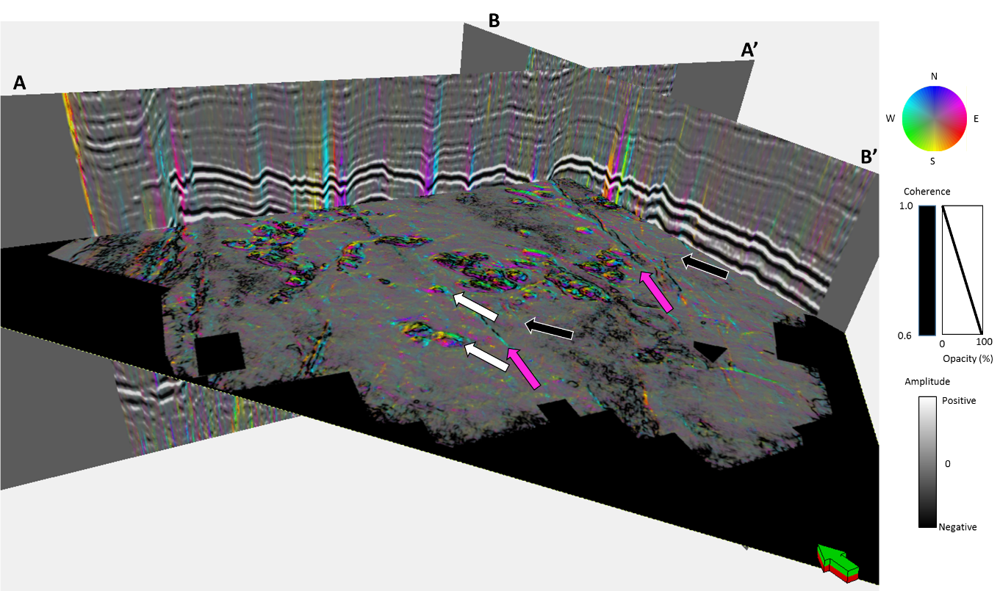 B
A’
A
B’
N
W E
S
Coherence
1.0
0.6
0 100
Opacity (%)
Amplitude
Positive
0
Negative